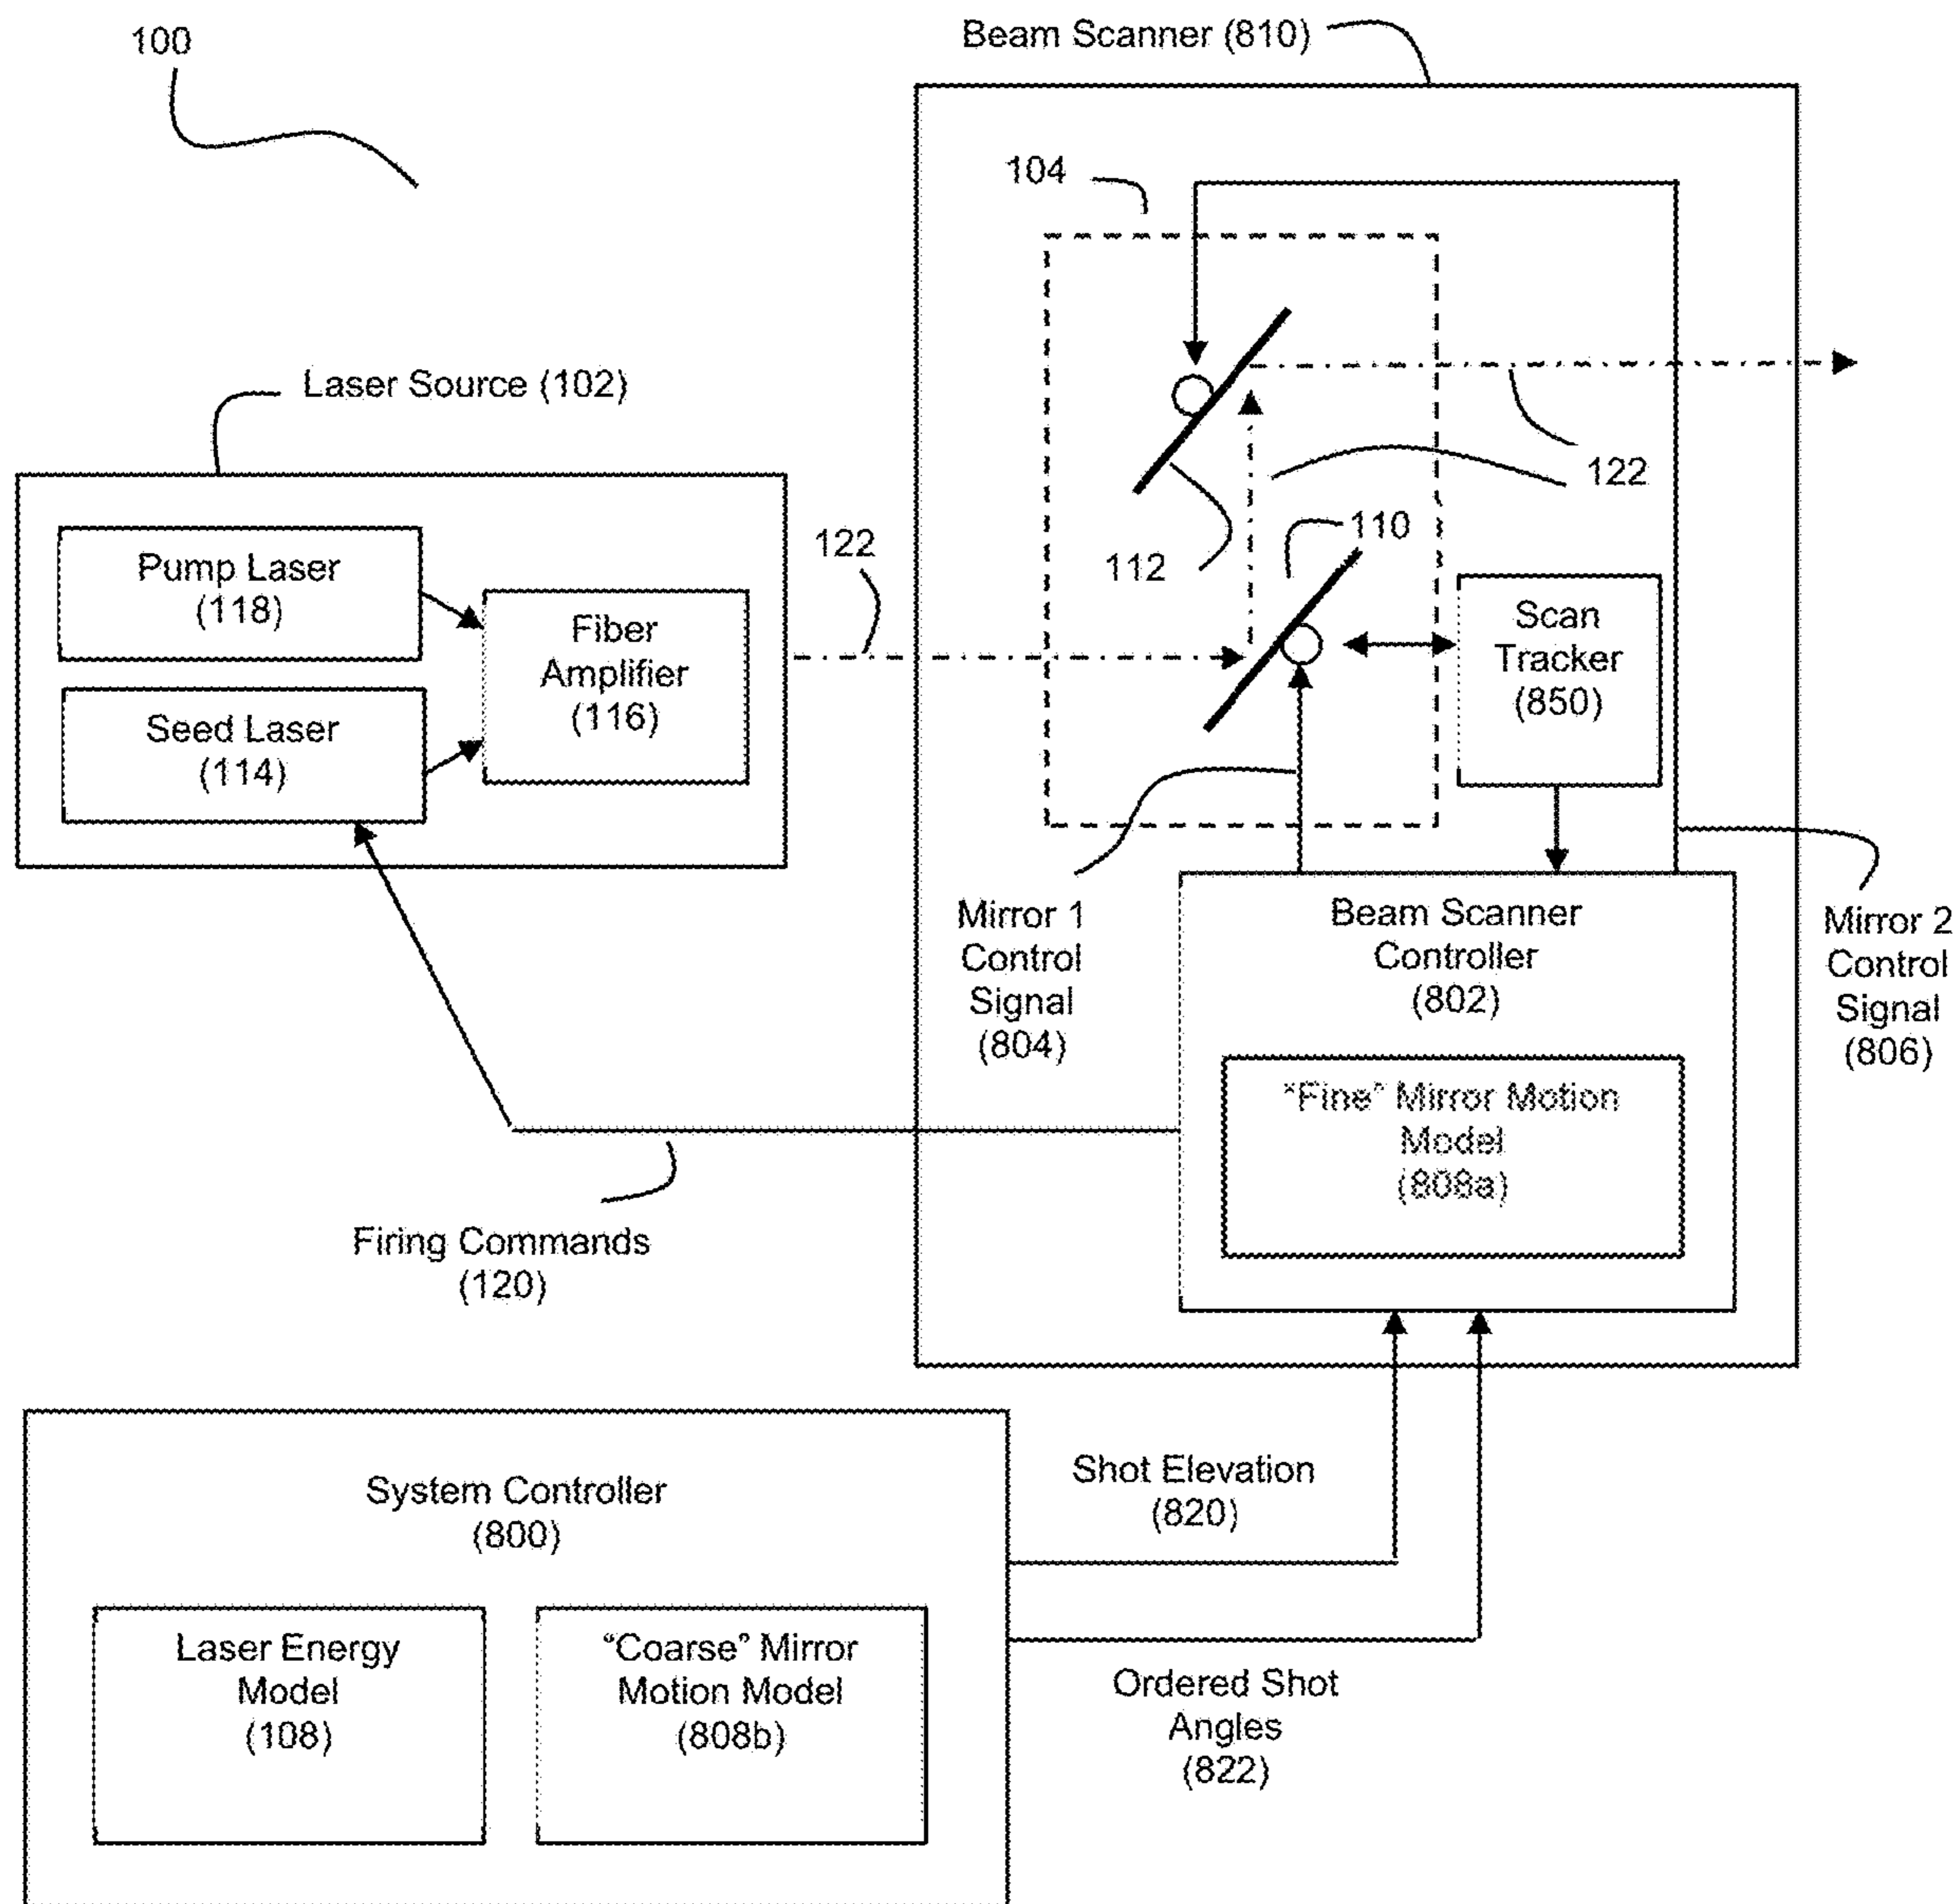 100
Beam Scanner (810)
104
Laser Source (102)
122
110
112
122
Pump Laser
(118)
Seed Laser
(114)
Fiber
Amplifier
(116)
Scan
Tracker
(850)
Mirror 1
Control
Signal
(804)
Beam Scanner
Controller
(802)
"Fine" Mirror Motion
Model
(808a)
Mirror 2
Control
Signal
(806)
Firing Commands
(120)
System Controller
(800)
Laser Energy
Model
(108)
“Coarse” Mirror
Motion Model
(808b)
Shot Elevation
(820)
Ordered Shot
Angles
(822)